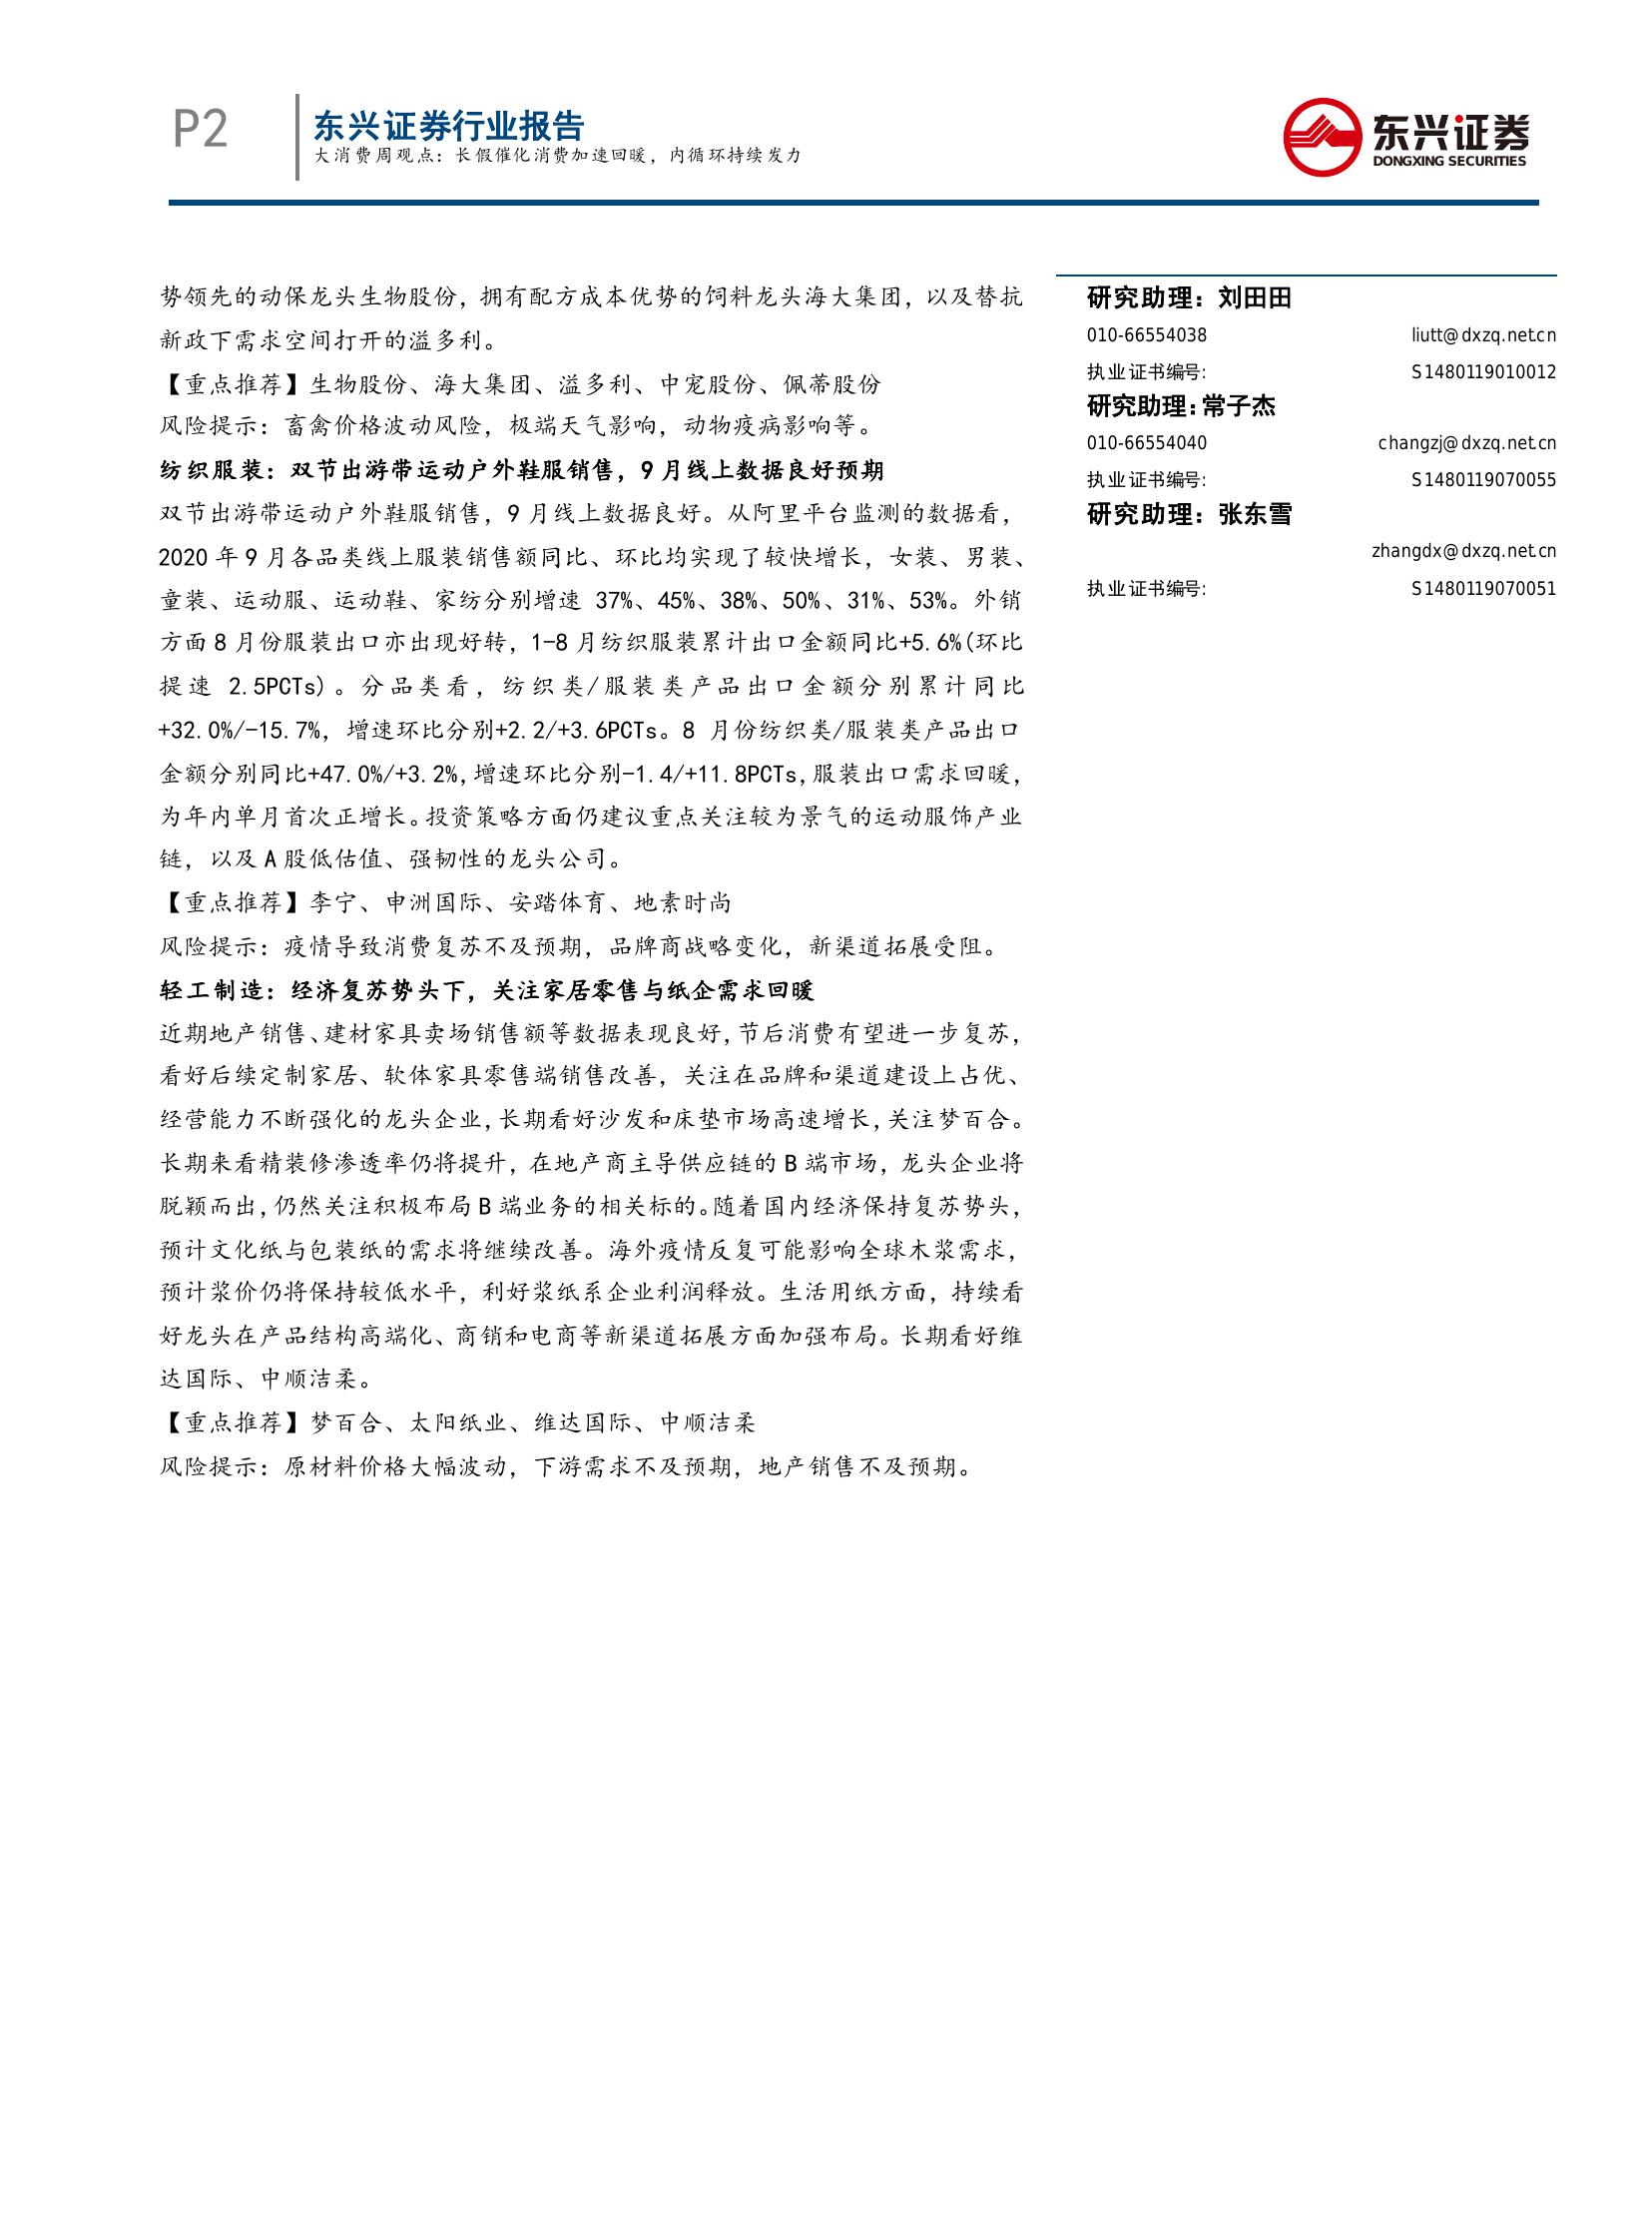 P2
东兴证券行业报告
大消费周观点：长假催化消费加速回暖，内循环持续发力
东兴证券
DONGXING SECURITIES
势领先的动保龙头生物股份，拥有配方成本优势的饲料龙头海大集团，以及替抗
新政下需求空间打开的溢多利。
【重点推荐】生物股份、海大集团、溢多利、中宠股份、佩蒂股份
风险提示：畜禽价格波动风险，极端天气影响，动物疫病影响等。
纺织服装：双节出游带运动户外鞋服销售，9 月线上数据良好预期
双节出游带运动户外鞋服销售，9 月线上数据良好。从阿里平台监测的数据看，
2020 年 9 月各品类线上服装销售额同比、环比均实现了较快增长，女装、男装、
童装、运动服、运动鞋、家纺分别增速 37%、45%、38%、50%、31%、53%。外销
方面 8 月份服装出口亦出现好转，1-8 月纺织服装累计出口金额同比+5.6%(环比
提速 2.5PCTs)。分品类看，纺织类/服装类产品出口金额分别累计同比
+32.0%/-15.7%，增速环比分别+2.2/+3.6PCTs。8 月份纺织类/服装类产品出口
金额分别同比+47.0%/+3.2%,增速环比分别-1.4/+11.8PCTs,服装出口需求回暖，
为年内单月首次正增长。投资策略方面仍建议重点关注较为景气的运动服饰产业
链，以及 A 股低估值、强韧性的龙头公司。
【重点推荐】李宁、申洲国际、安踏体育、地素时尚
风险提示：疫情导致消费复苏不及预期，品牌商战略变化，新渠道拓展受阻。
轻工制造：经济复苏势头下，关注家居零售与纸企需求回暖
近期地产销售、建材家具卖场销售额等数据表现良好，节后消费有望进一步复苏，
看好后续定制家居、软体家具零售端销售改善，关注在品牌和渠道建设上占优、
经营能力不断强化的龙头企业，长期看好沙发和床垫市场高速增长，关注梦百合。
长期来看精装修渗透率仍将提升，在地产商主导供应链的 B 端市场，龙头企业将
脱颖而出，仍然关注积极布局 B 端业务的相关标的。随着国内经济保持复苏势头，
预计文化纸与包装纸的需求将继续改善。海外疫情反复可能影响全球木浆需求，
预计浆价仍将保持较低水平，利好浆纸系企业利润释放。生活用纸方面，持续看
好龙头在产品结构高端化、商销和电商等新渠道拓展方面加强布局。长期看好维
达国际、中顺洁柔。
【重点推荐】梦百合、太阳纸业、维达国际、中顺洁柔
风险提示：原材料价格大幅波动，下游需求不及预期，地产销售不及预期。
研究助理：刘田田
010-66554038 liutt@dxzq.net.cn
执业证书编号: S1480119010012
研究助理:常子杰
010-66554040 changzj@dxzq.net.cn
执业证书编号: S1480119070055
研究助理：张东雪
zhangdx@dxzq.net.cn
执业证书编号: S1480119070051